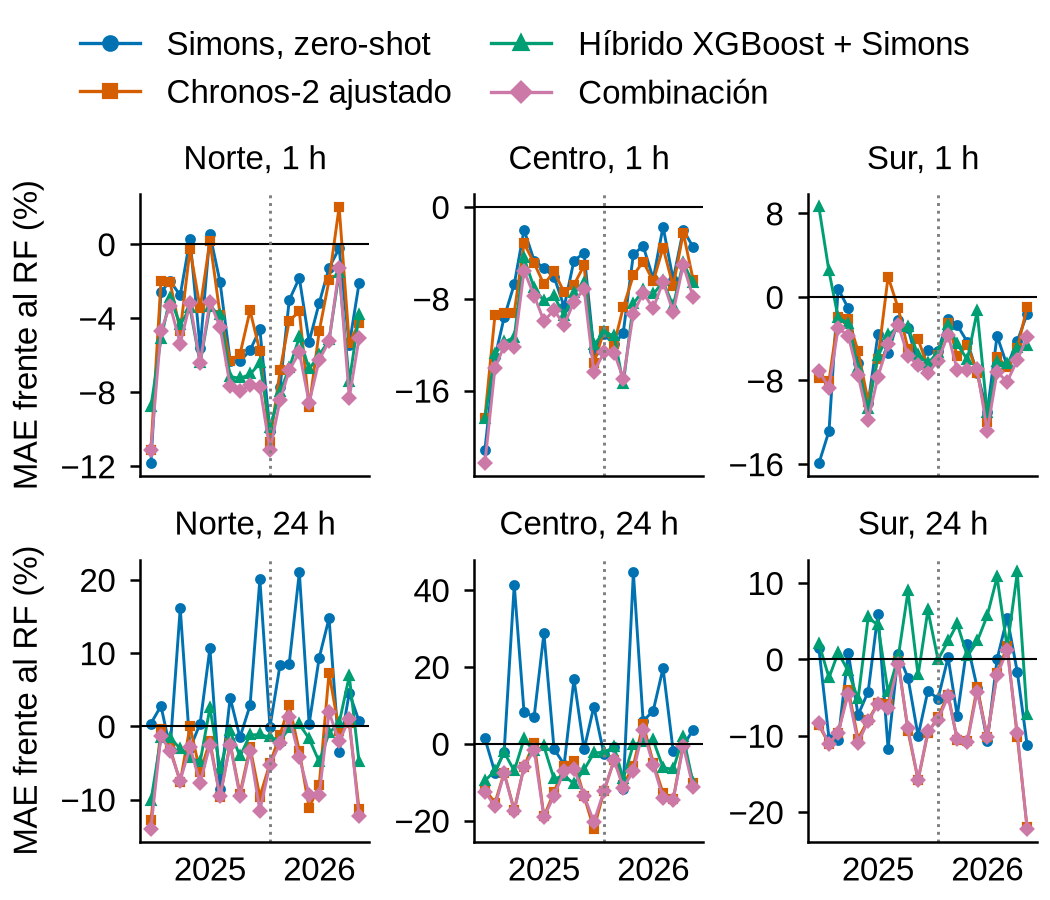 Simons, zero-shot
Híbrido XGBoost + Simons
Chronos-2 ajustado
Combinación
Norte, 1 h
Centro, 1 h
Sur, 1 h
MAE frente al RF (%)
0
−4
−8
−12
0
−8
−16
8
0
−8
−16
Norte, 24 h
Centro, 24 h
Sur, 24 h
MAE frente al RF (%)
20
10
0
−10
40
20
0
−20
10
0
−10
−20
2025 2026
2025 2026
2025 2026